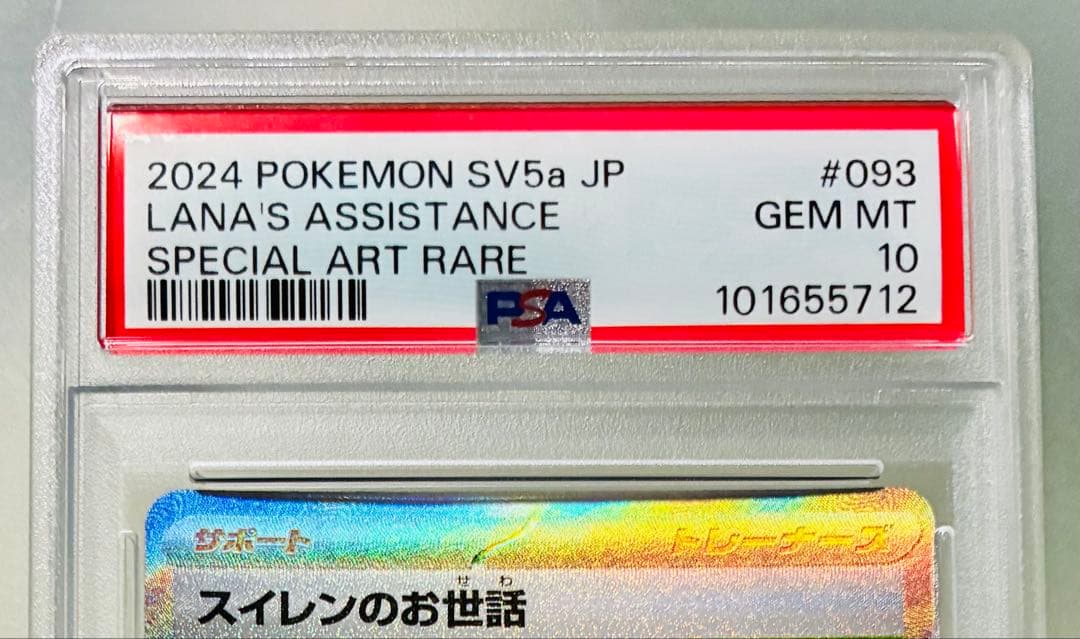 2024 POKEMON SV5a JP #093
LANA'S ASSISTANCE GEM MT
SPECIAL ART RARE 10
PSA 101655712
サポート トレーナーズ
せ わ
スイレンのお世話